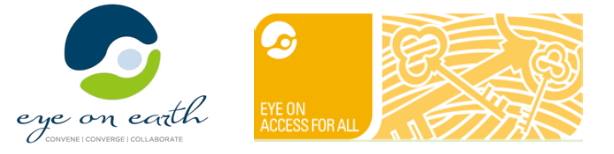 eye on earth
CONVENE | CONVERGE | COLLABORATE
EYE ON
ACCESS FOR ALL